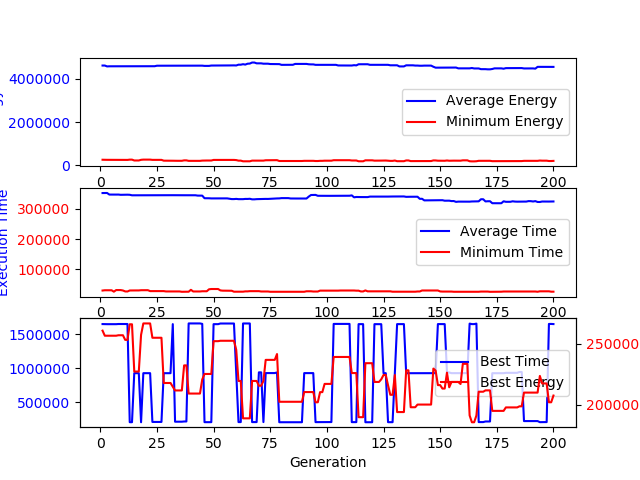 4000000
2000000
0
Average Energy
Minimum Energy
0 25 50 75 100 125 150 175 200
Execution Time
300000
200000
100000
Average Time
Minimum Time
0 25 50 75 100 125 150 175 200
1500000
1000000
500000
Best Time
Best Energy
250000
200000
0 25 50 75 100 125 150 175 200
Generation